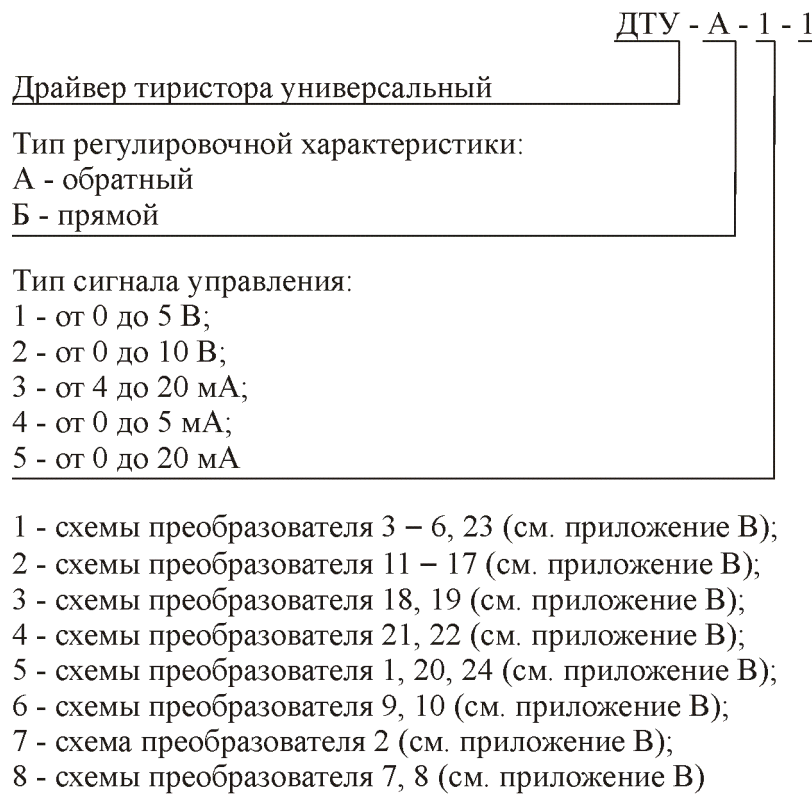 ДТУ - А - 1 - 1
Драйвер тиристора универсальный
Тип регулировочной характеристики:
А - обратный
Б - прямой
Тип сигнала управления:
1 - от 0 до 5 В;
2 - от 0 до 10 В;
3 - от 4 до 20 мА;
4 - от 0 до 5 мА;
5 - от 0 до 20 мА
1 - схемы преобразователя 3 – 6, 23 (см. приложение В);
2 - схемы преобразователя 11 – 17 (см. приложение В);
3 - схемы преобразователя 18, 19 (см. приложение В);
4 - схемы преобразователя 21, 22 (см. приложение В);
5 - схемы преобразователя 1, 20, 24 (см. приложение В);
6 - схемы преобразователя 9, 10 (см. приложение В);
7 - схема преобразователя 2 (см. приложение В);
8 - схемы преобразователя 7, 8 (см. приложение В)